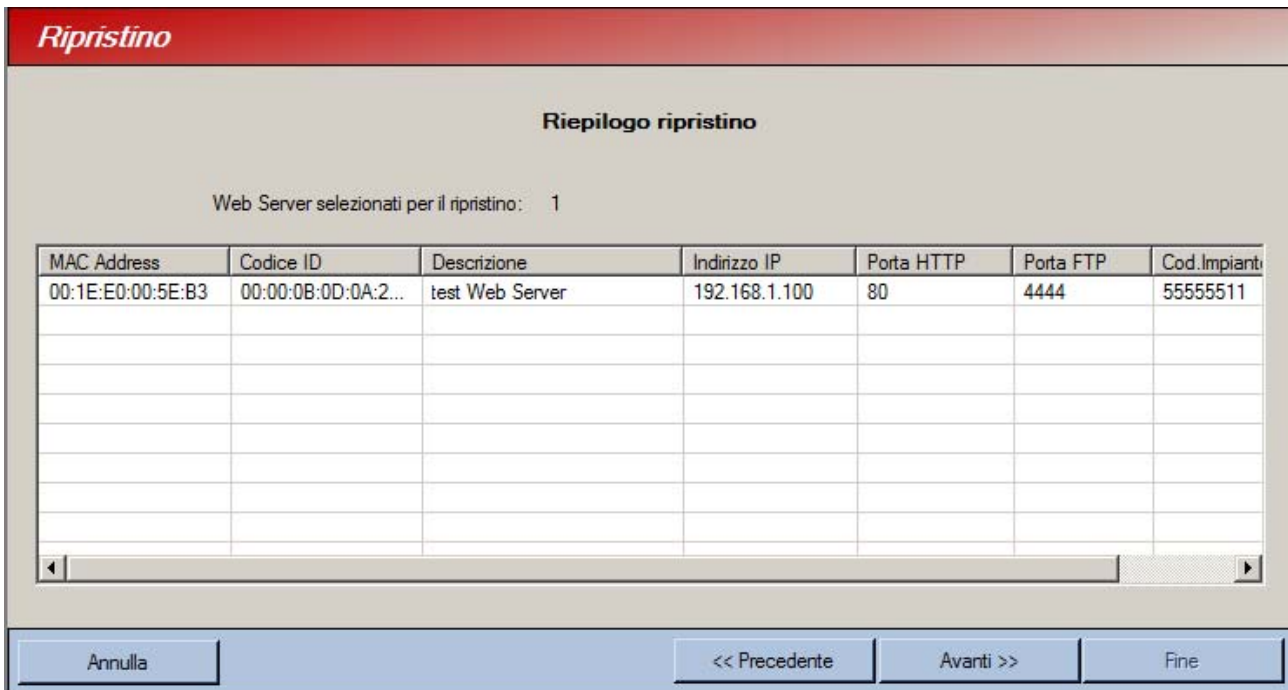 Ripristino
Riepilogo ripristino
Web Server selezionati per il ripristino: 1
MAC Address Codice ID Descrizione Indirizzo IP Porta HTTP Porta FTP Cod.Impianto
00:1E:E0:00:5E:B3 00:00:0B:0D:0A:2... test Web Server 192.168.1.100 80 4444 55555511
Annulla << Precedente Avanti >> Fine